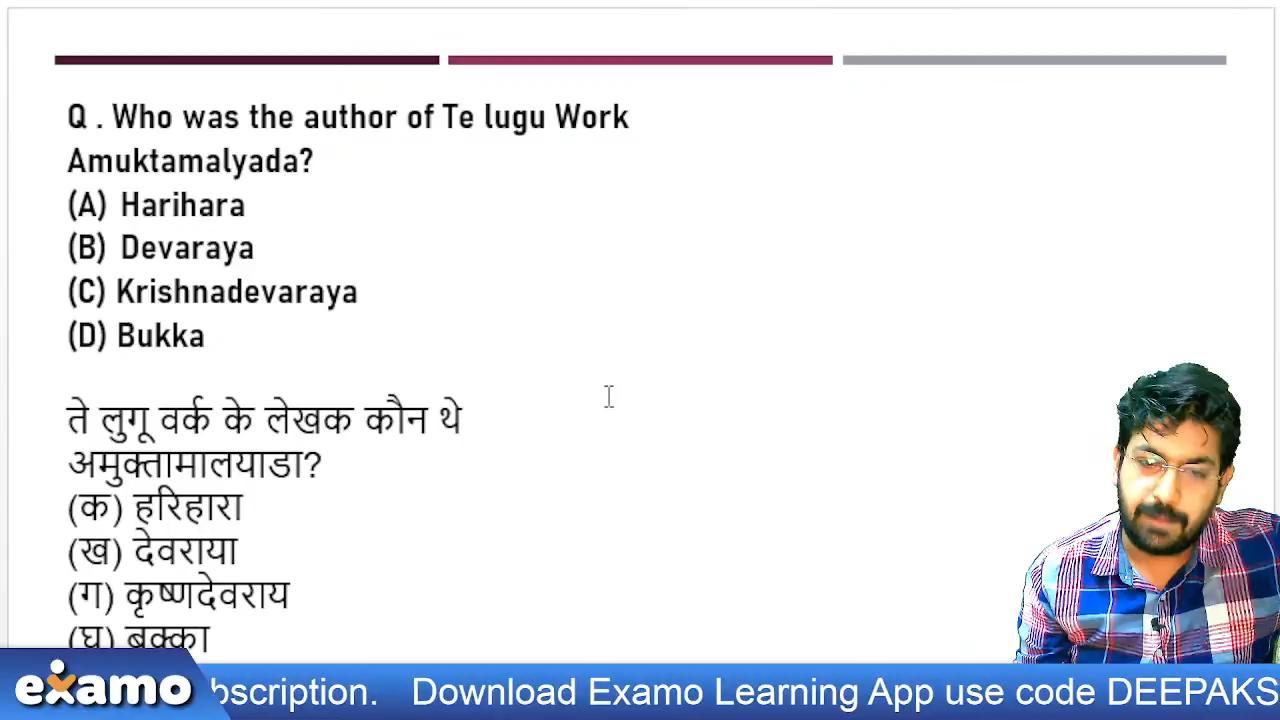 Q . Who was the author of Te lugu Work
Amuktamalyada?
(A) Harihara
(B) Devaraya
(C) Krishnadevaraya
(D) Bukka
ते लुगू वर्क के लेखक कौन थे
अमुक्तामालयाडा?
(क) हरिहारा
(ख) देवराया
(ग) कृष्णदेवराय
(घ) बुक्का
examo bscription. Download Examo Learning App use code DEEPAKS